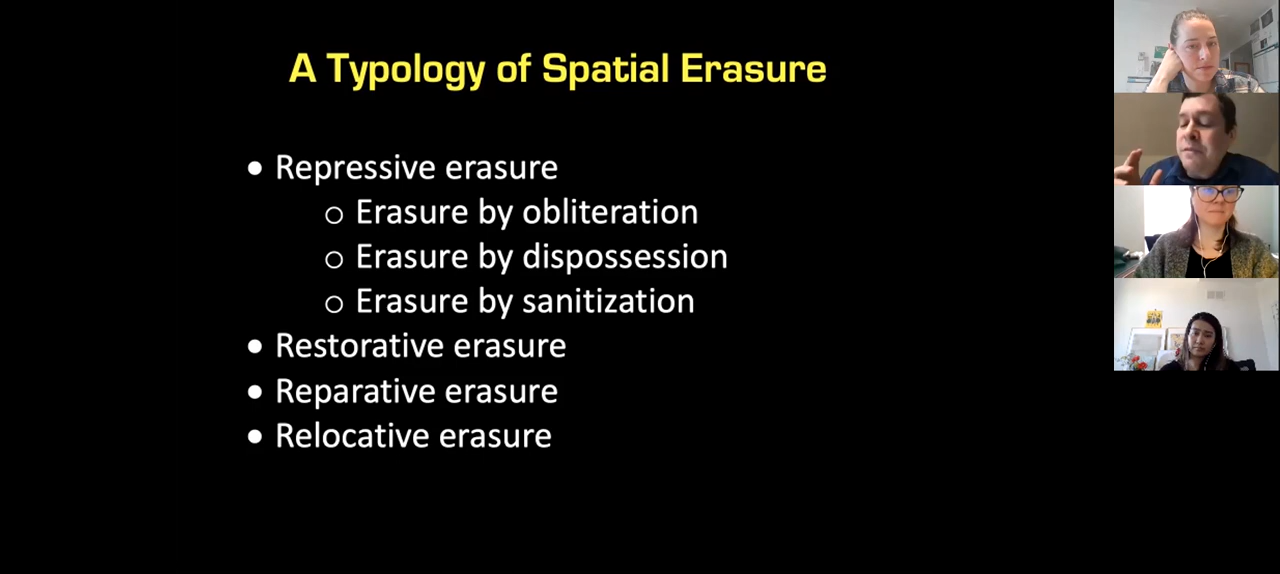 A Typology of Spatial Erasure
• Repressive erasure
o Erasure by obliteration
o Erasure by dispossession
o Erasure by sanitization
• Restorative erasure
• Reparative erasure
• Relocative erasure